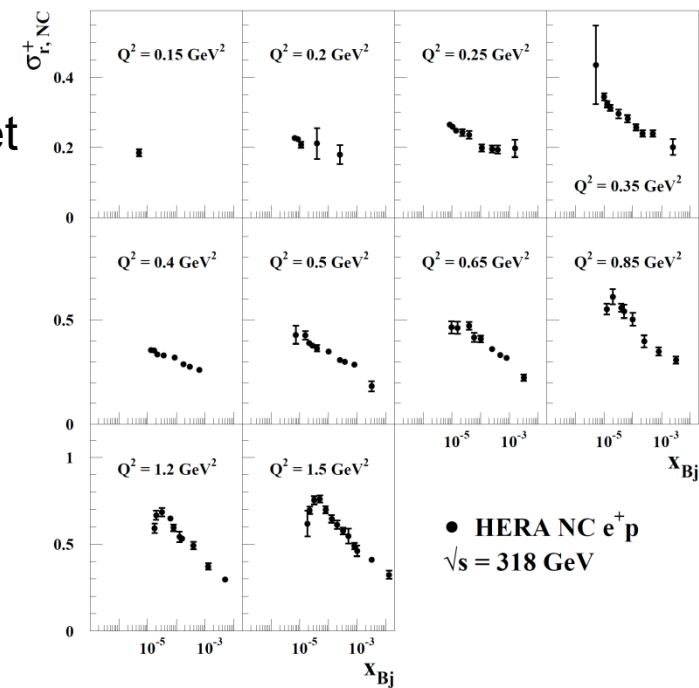 σ⁺r, NC
et
Q² = 0.15 GeV²
Q² = 0.2 GeV²
Q² = 0.25 GeV²
Q² = 0.35 GeV²
0.4
0.2
0
Q² = 0.4 GeV²
Q² = 0.5 GeV²
Q² = 0.65 GeV²
Q² = 0.85 GeV²
0.5
0
10⁻⁵ 10⁻³ 10⁻⁵ 10⁻³
xBj
Q² = 1.2 GeV²
Q² = 1.5 GeV²
1
0.5
0
● HERA NC e⁺p
√s = 318 GeV
10⁻⁵ 10⁻³ 10⁻⁵ 10⁻³
xBj